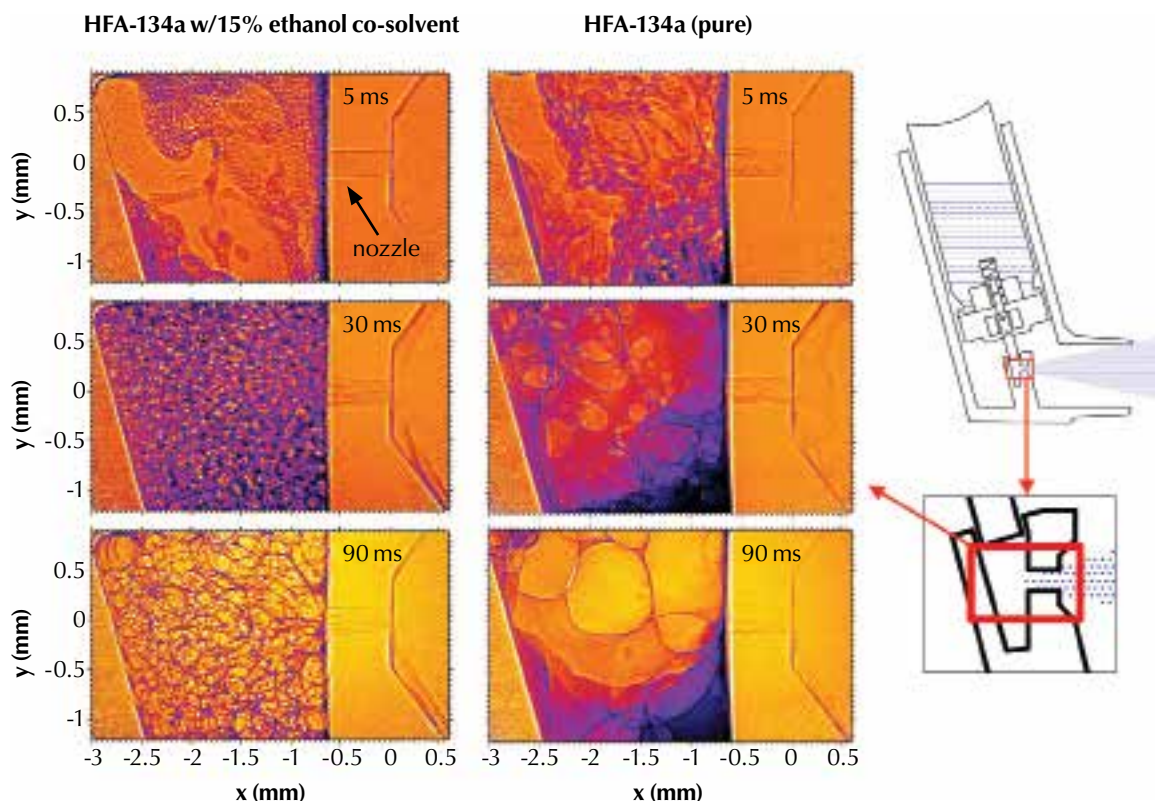 HFA-134a w/15% ethanol co-solvent
HFA-134a (pure)
5 ms
5 ms
0.5
0
-0.5
-1
y (mm)
nozzle
30 ms
30 ms
0.5
0
-0.5
-1
y (mm)
90 ms
90 ms
0.5
0
-0.5
-1
y (mm)
-3 -2.5 -2 -1.5 -1 -0.5 0 0.5
-3 -2.5 -2 -1.5 -1 -0.5 0 0.5
x (mm)
x (mm)